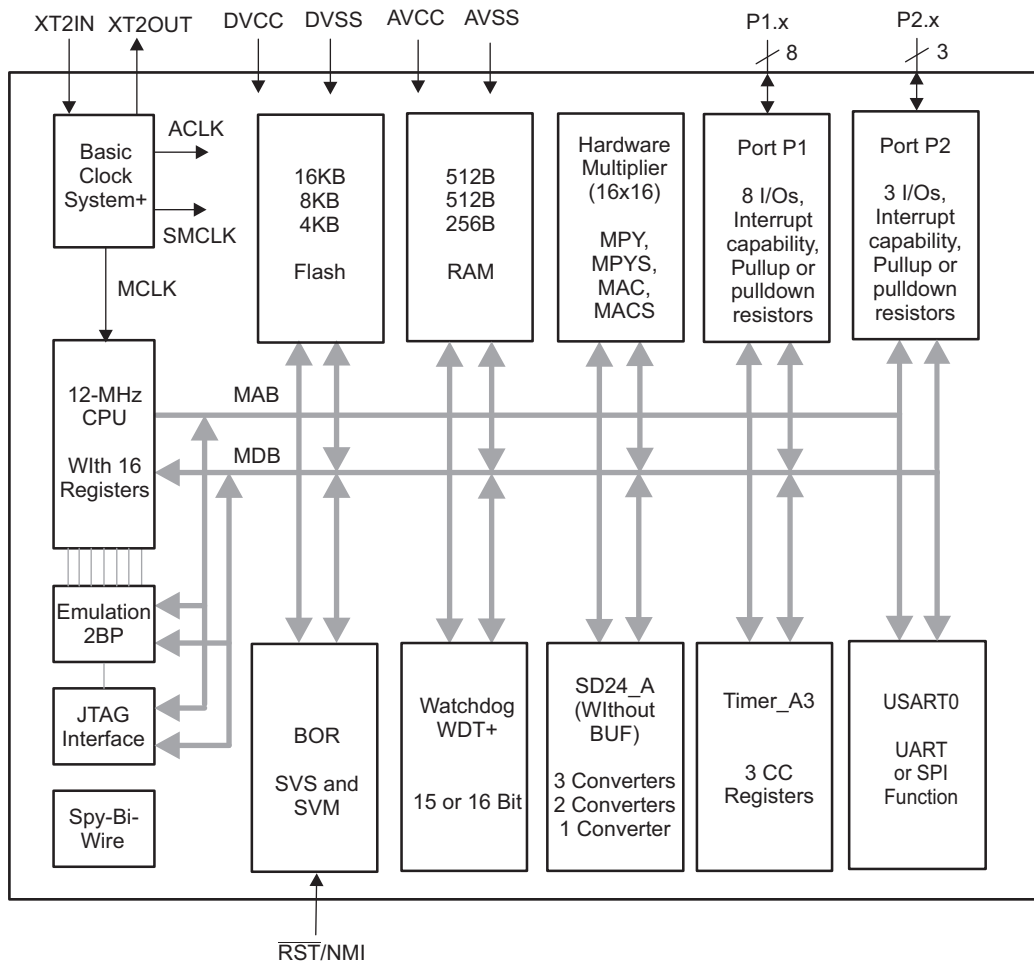 XT2IN XT2OUT DVCC DVSS AVCC AVSS P1.x P2.x
8 3
Basic
Clock
System+
ACLK
SMCLK
MCLK
16KB
8KB
4KB
Flash
512B
512B
256B
RAM
Hardware
Multiplier
(16x16)
MPY,
MPYS,
MAC,
MACS
Port P1
8 I/Os,
Interrupt
capability,
Pullup or
pulldown
resistors
Port P2
3 I/Os,
Interrupt
capability,
Pullup or
pulldown
resistors
12-MHz
CPU
WIth 16
Registers
MAB
MDB
Emulation
2BP
JTAG
Interface
Spy-Bi-
Wire
BOR
SVS and
SVM
Watchdog
WDT+
15 or 16 Bit
SD24_A
(WIthout
BUF)
3 Converters
2 Converters
1 Converter
Timer_A3
3 CC
Registers
USART0
UART
or SPI
Function
RST/NMI